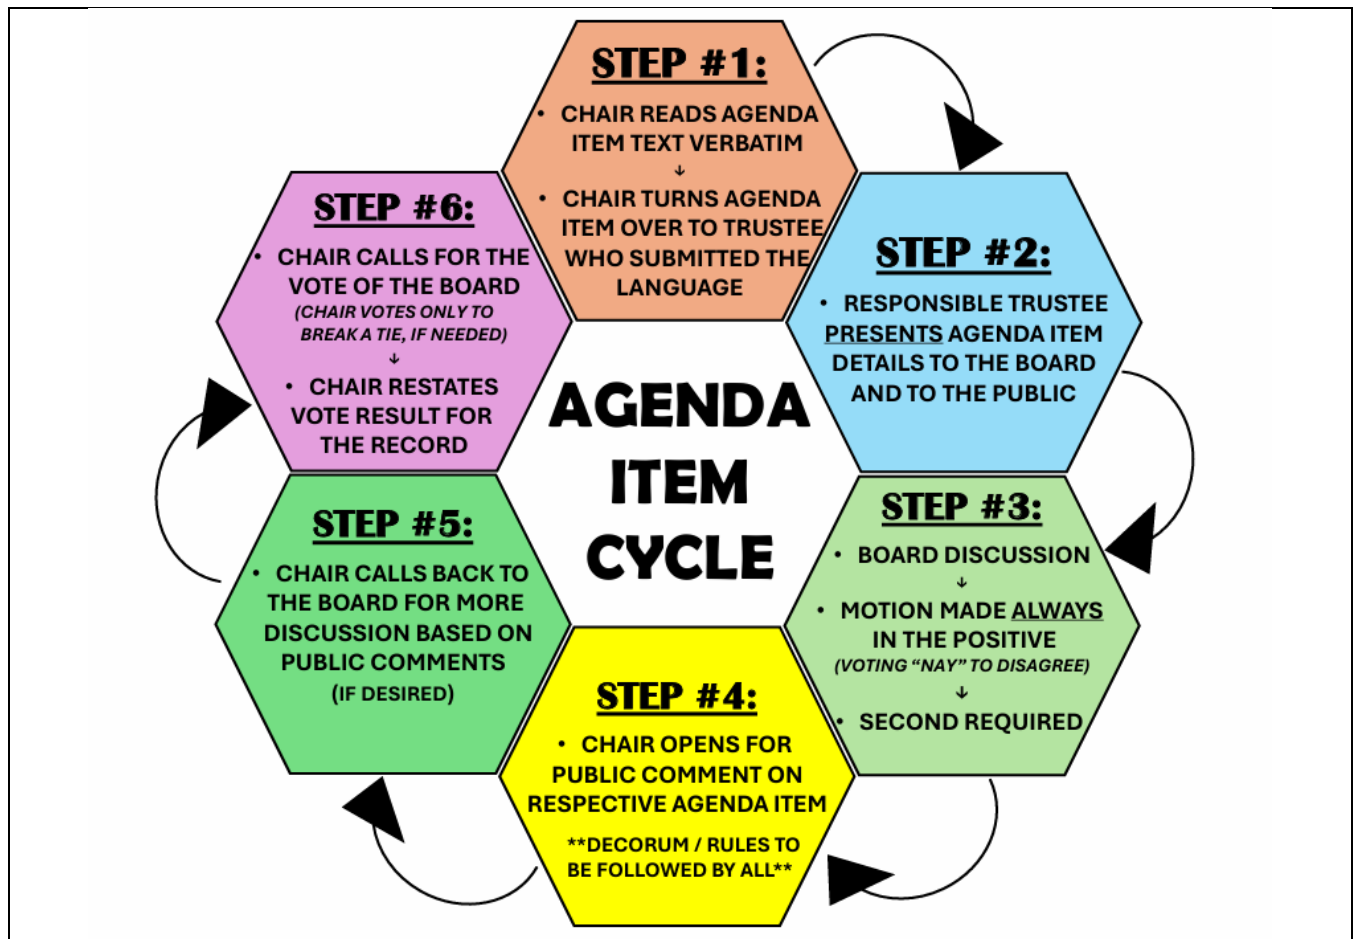 STEP #1:
• CHAIR READS AGENDA
ITEM TEXT VERBATIM
↓
• CHAIR TURNS AGENDA
ITEM OVER TO TRUSTEE
WHO SUBMITTED THE
LANGUAGE
STEP #2:
• RESPONSIBLE TRUSTEE
PRESENTS AGENDA ITEM
DETAILS TO THE BOARD
AND TO THE PUBLIC
STEP #3:
• BOARD DISCUSSION
↓
• MOTION MADE ALWAYS
IN THE POSITIVE
(VOTING “NAY” TO DISAGREE)
↓
• SECOND REQUIRED
STEP #4:
• CHAIR OPENS FOR
PUBLIC COMMENT ON
RESPECTIVE AGENDA ITEM
**DECORUM / RULES TO
BE FOLLOWED BY ALL**
STEP #5:
• CHAIR CALLS BACK TO
THE BOARD FOR MORE
DISCUSSION BASED ON
PUBLIC COMMENTS
(IF DESIRED)
STEP #6:
• CHAIR CALLS FOR THE
VOTE OF THE BOARD
(CHAIR VOTES ONLY TO
BREAK A TIE, IF NEEDED)
↓
• CHAIR RESTATES
VOTE RESULT FOR
THE RECORD
AGENDA
ITEM
CYCLE